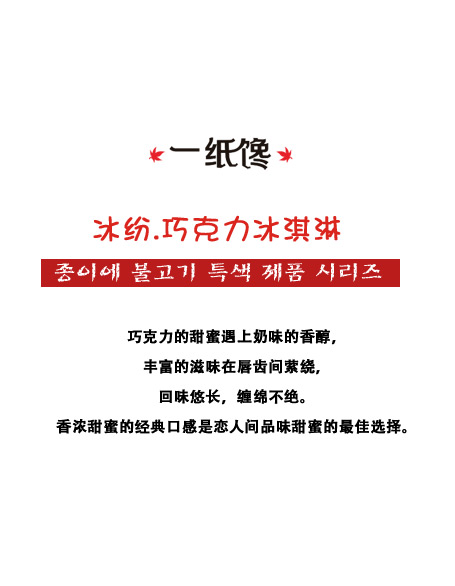 一纸馋
冰纷.巧克力冰淇淋
종이에 불고기 특색 제품 시리즈
巧克力的甜蜜遇上奶味的香醇，
丰富的滋味在唇齿间萦绕，
回味悠长，缠绵不绝。
香浓甜蜜的经典口感是恋人间品味甜蜜的最佳选择。